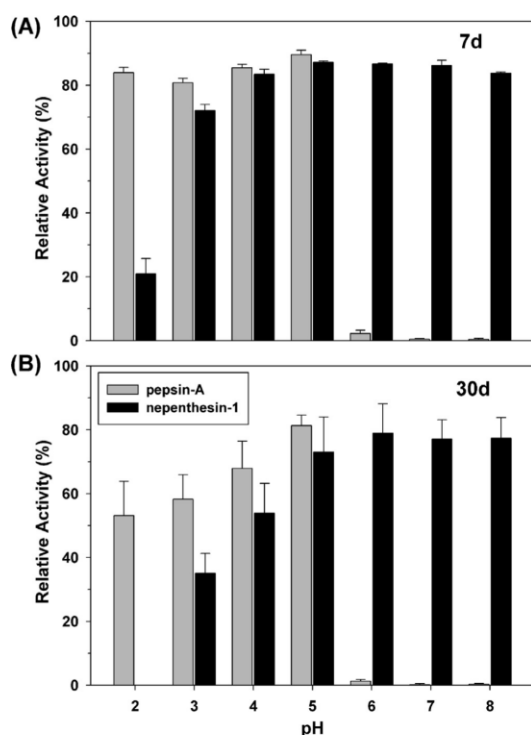 (A)
7d
Relative Activity (%)
100
80
60
40
20
0
(B)
30d
pepsin-A
nepenthesin-1
Relative Activity (%)
100
80
60
40
20
0
2 3 4 5 6 7 8
pH